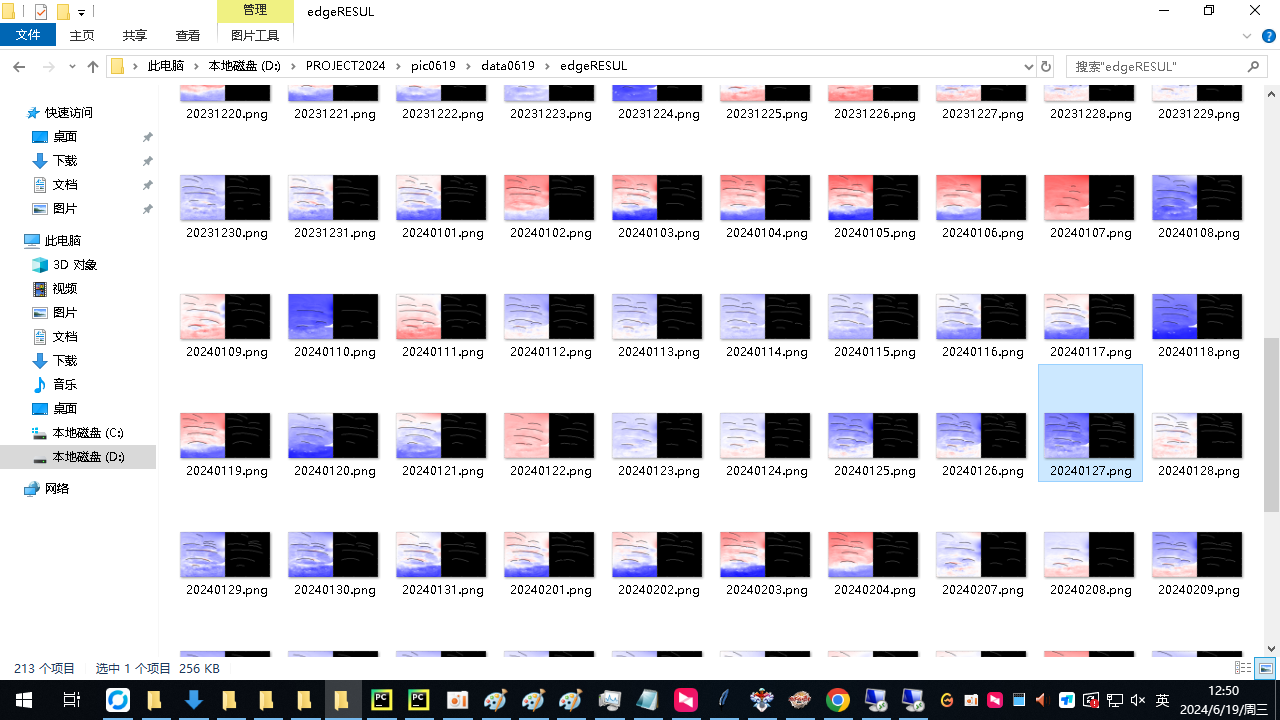 管理
edgeRESUL
文件
主页
共享
查看
图片工具
此电脑
本地磁盘 (D:)
PROJECT2024
pic0619
data0619
edgeRESUL
搜索"edgeRESUL"
快速访问
桌面
下载
文档
图片
此电脑
3D 对象
视频
图片
文档
下载
音乐
桌面
本地磁盘 (C:)
本地磁盘 (D:)
网络
20231220.png 20231221.png 20231222.png 20231223.png 20231224.png 20231225.png 20231226.png 20231227.png 20231228.png 20231229.png
20231230.png 20231231.png 20240101.png 20240102.png 20240103.png 20240104.png 20240105.png 20240106.png 20240107.png 20240108.png
20240109.png 20240110.png 20240111.png 20240112.png 20240113.png 20240114.png 20240115.png 20240116.png 20240117.png 20240118.png
20240119.png 20240120.png 20240121.png 20240122.png 20240123.png 20240124.png 20240125.png 20240126.png 20240127.png 20240128.png
20240129.png 20240130.png 20240131.png 20240201.png 20240202.png 20240203.png 20240204.png 20240207.png 20240208.png 20240209.png
213 个项目 选中 1 个项目 256 KB
PC
PC
英
12:50
2024/6/19/周三